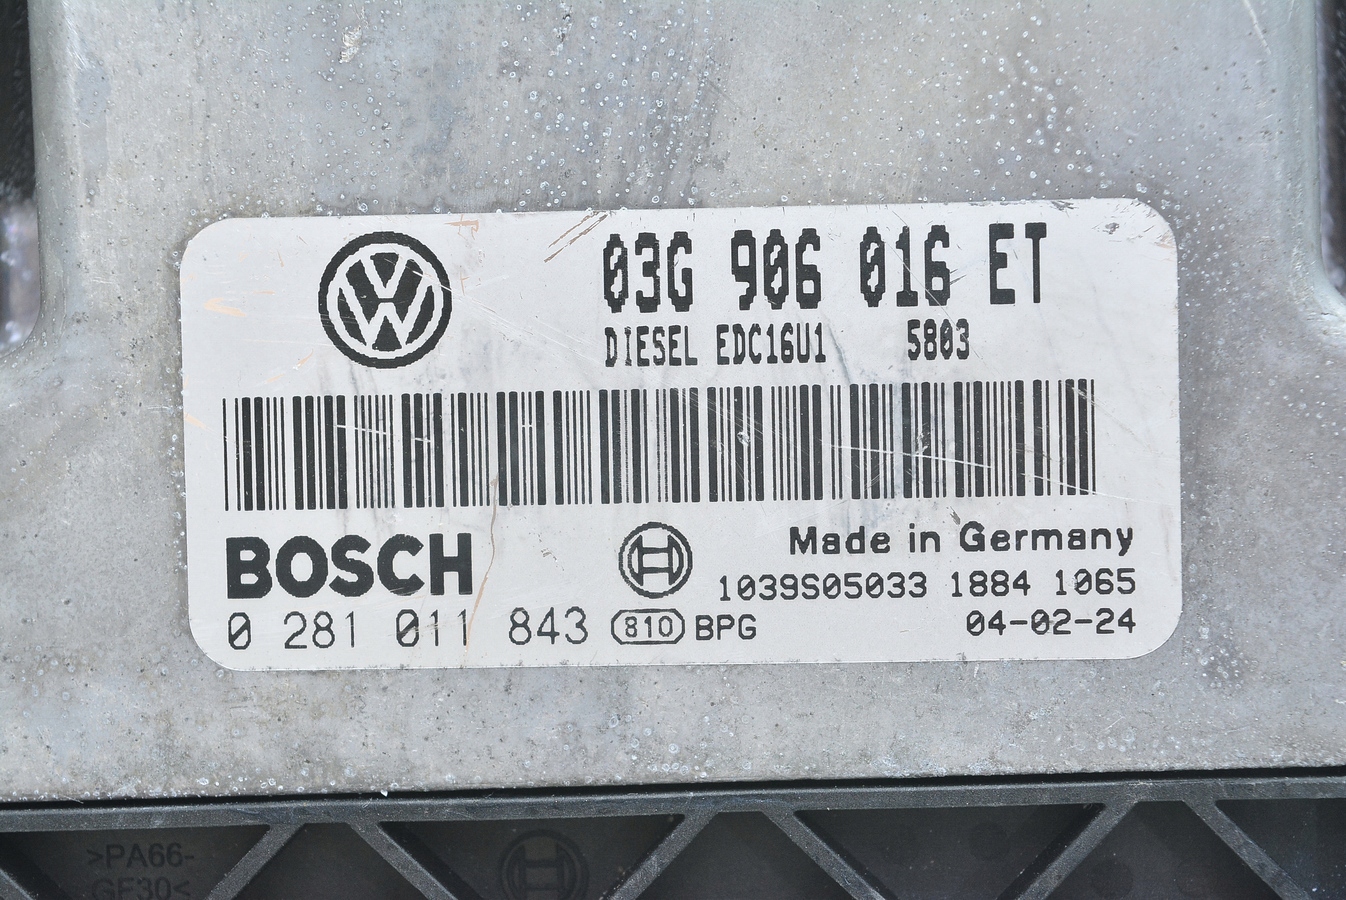 03G 906 016 ET
DIESEL EDC16U1 5803
BOSCH
Made in Germany
1039S05033 1884 1065
0 281 011 843 810 BPG 04-02-24
>PA66-
GF30<